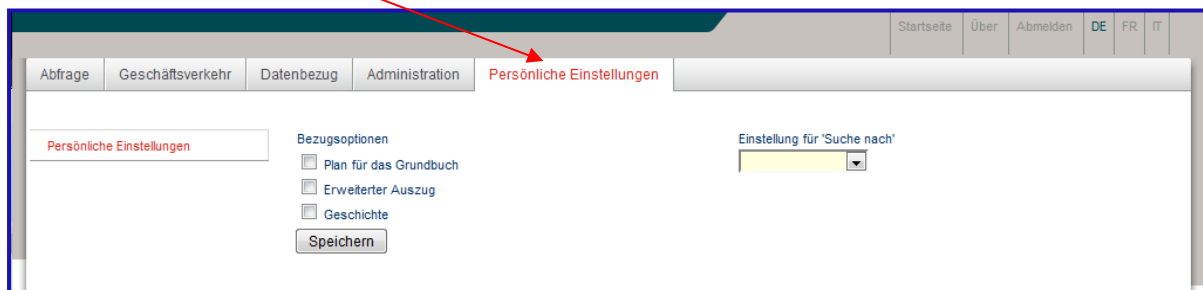 Startseite Über Abmelden DE FR IT
Abfrage Geschäftsverkehr Datenbezug Administration Persönliche Einstellungen
Persönliche Einstellungen
Bezugsoptionen
Plan für das Grundbuch
Erweiterter Auszug
Geschichte
Speichern
Einstellung für 'Suche nach'